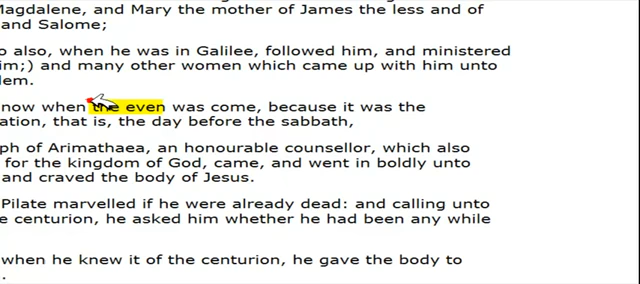 Magdalene, and Mary the mother of James the less and of
and Salome;
o also, when he was in Galilee, followed him, and ministered
im;) and many other women which came up with him unto
lem.
now when the even was come, because it was the
ation, that is, the day before the sabbath,
ph of Arimathaea, an honourable counsellor, which also
for the kingdom of God, came, and went in boldly unto
and craved the body of Jesus.
Pilate marvelled if he were already dead: and calling unto
e centurion, he asked him whether he had been any while
when he knew it of the centurion, he gave the body to
.